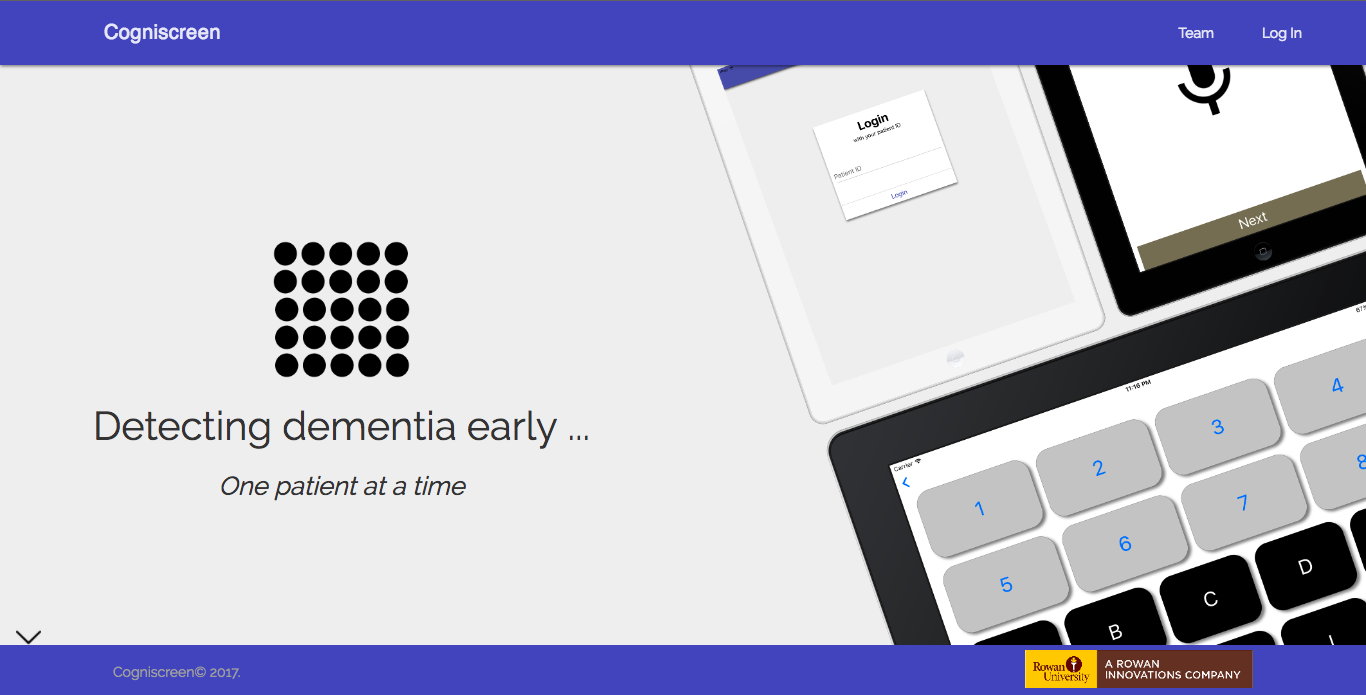 Cogniscreen
Team
Log In
Login
with your patient ID
Patient ID
Login
Next
Detecting dementia early ...
One patient at a time
Carrier
11:16 PM
1
2
3
4
5
6
7
8
B
C
D
Cogniscreen© 2017.
Rowan
University
A ROWAN
INNOVATIONS COMPANY